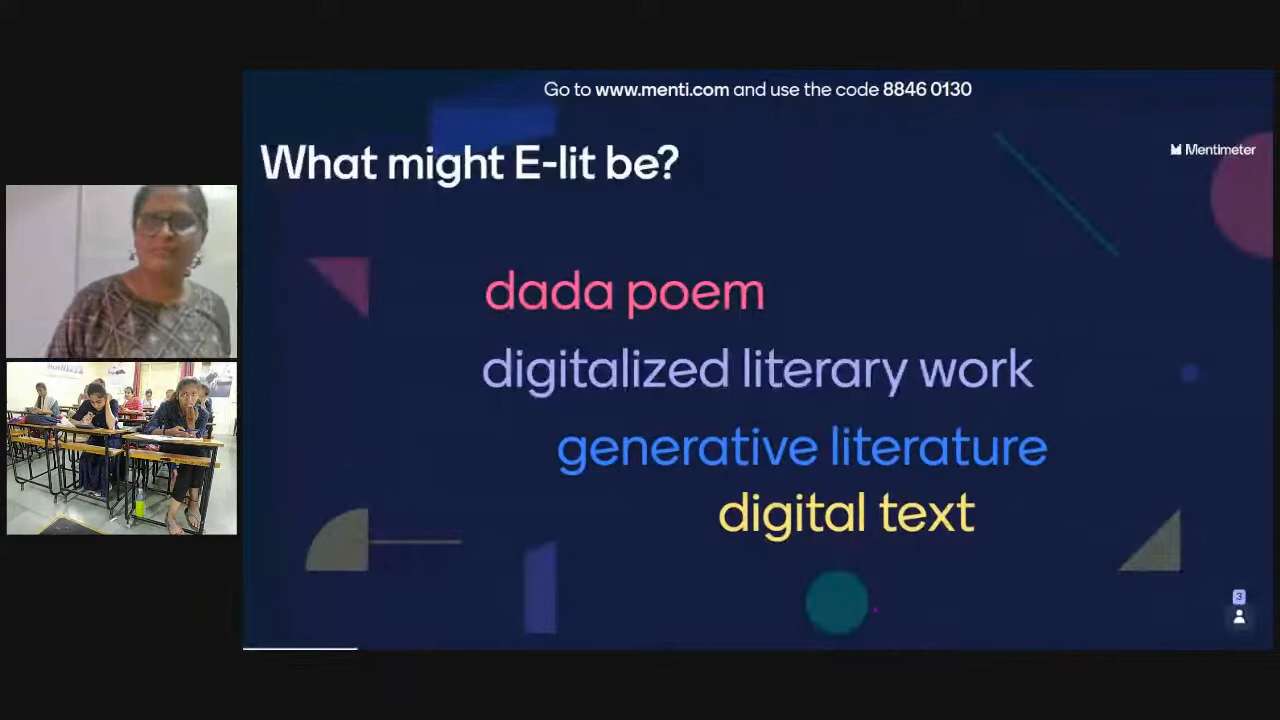 Go to www.menti.com and use the code 8846 0130
What might E-lit be?
Mentimeter
dada poem
digitalized literary work
generative literature
digital text
3